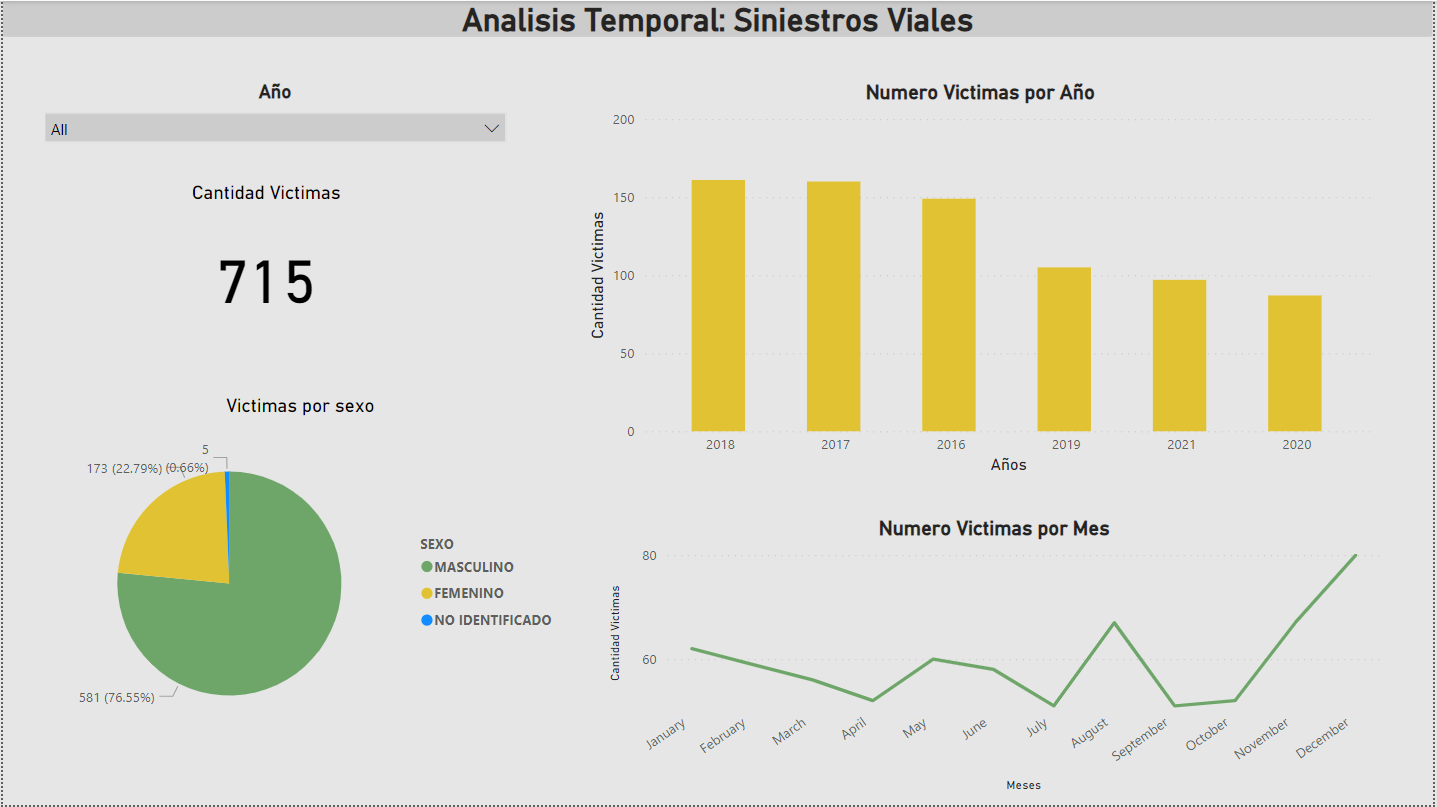 Analisis Temporal: Siniestros Viales
Año
All
Cantidad Victimas
715
Victimas por sexo
5
(0.66%)
173 (22.79%)
581 (76.55%)
SEXO
MASCULINO
FEMENINO
NO IDENTIFICADO
Numero Victimas por Año
Cantidad Victimas
200
150
100
50
0
2018 2017 2016 2019 2021 2020
Años
Numero Victimas por Mes
Cantidad Victimas
80
60
January February March April May June July August September October November December
Meses